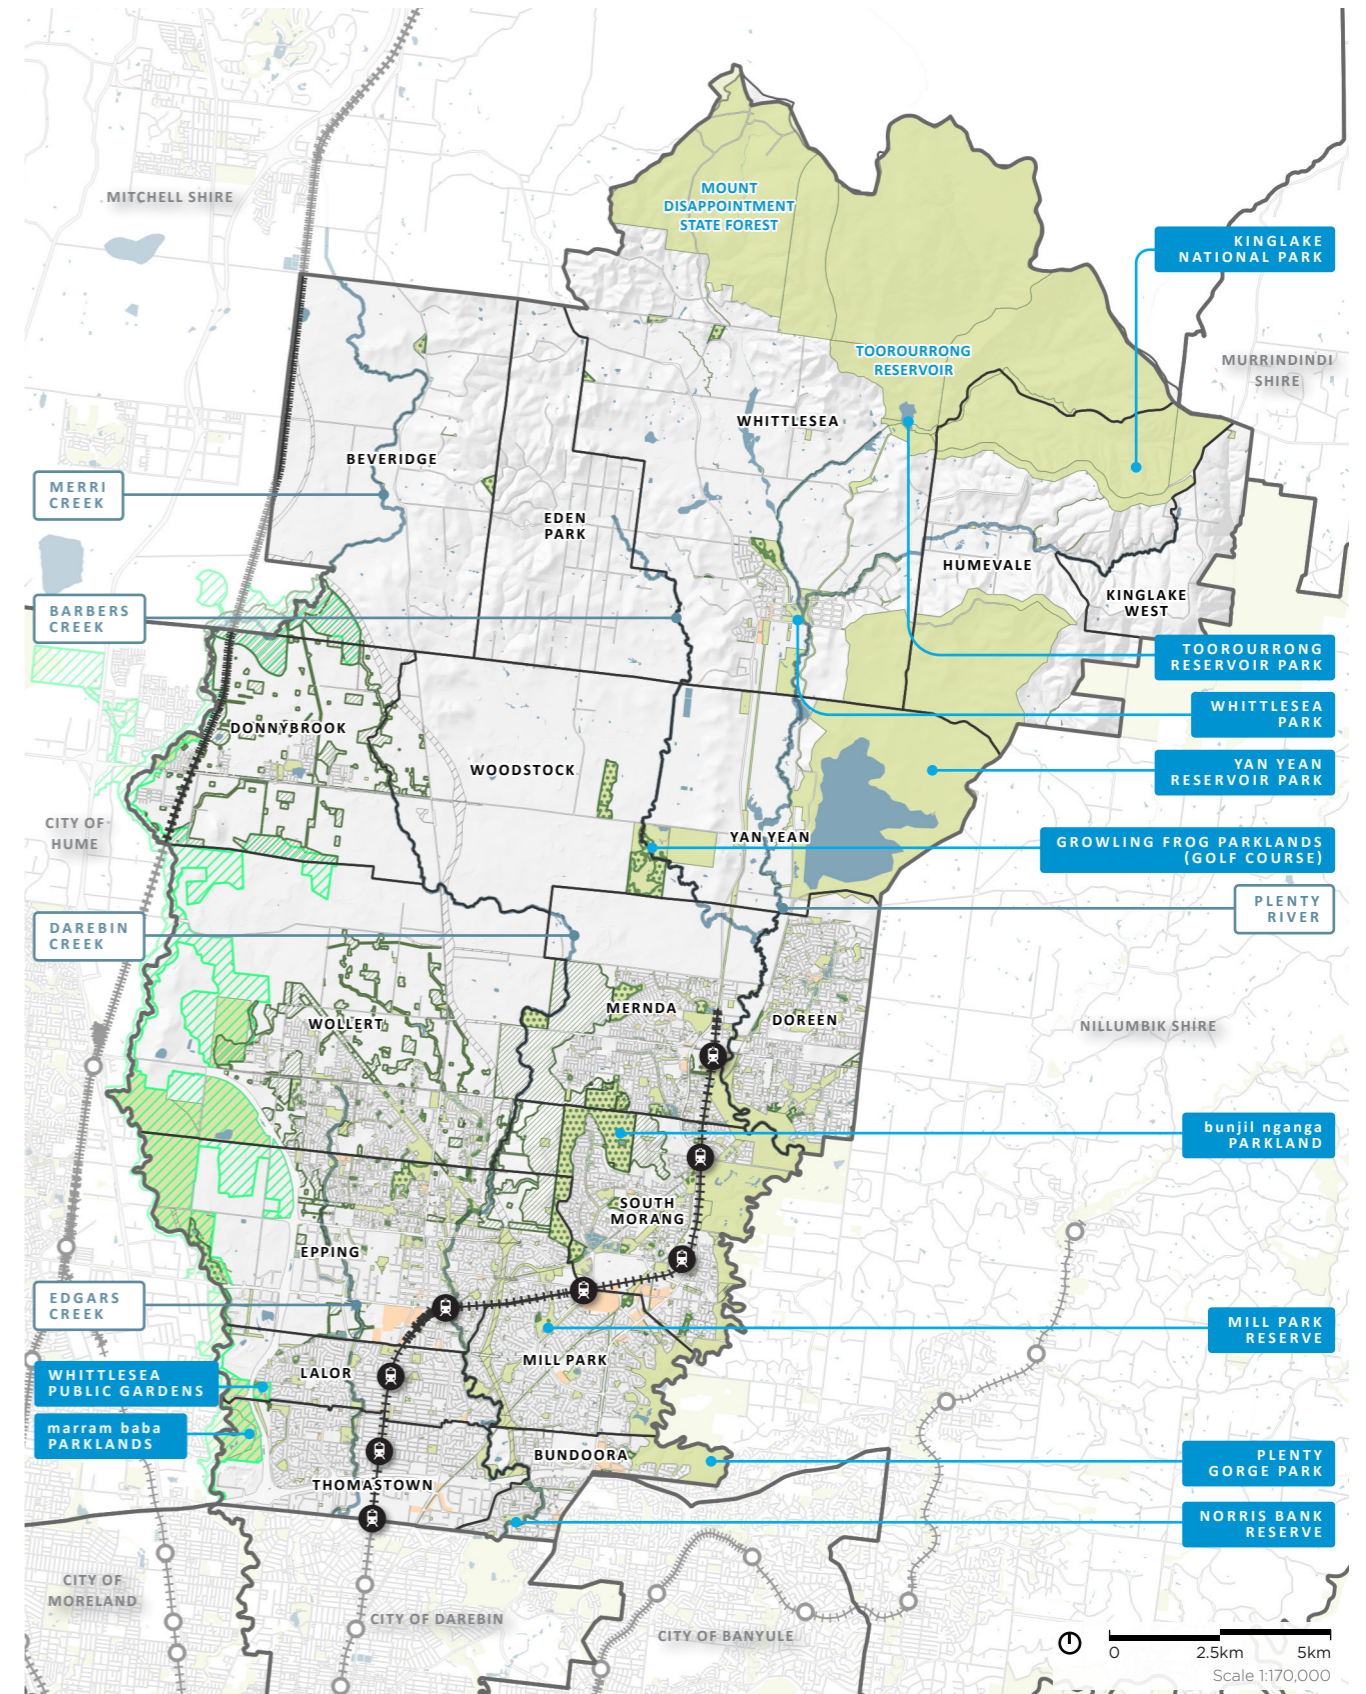 MOUNT
DISAPPOINTMENT
STATE FOREST
MITCHELL SHIRE
KINGLAKE
NATIONAL PARK
TOOROURRONG
RESERVOIR
MURRINDINDI
SHIRE
WHITTLESEA
BEVERIDGE
MERRI
CREEK
EDEN
PARK
HUMEVALE
KINGLAKE
WEST
BARBERS
CREEK
TOOROURRONG
RESERVOIR PARK
WHITTLESEA
PARK
DONNYBROOK
WOODSTOCK
YAN YEAN
RESERVOIR PARK
CITY OF
HUME
YAN YEAN
GROWLING FROG PARKLANDS
(GOLF COURSE)
PLENTY
RIVER
DAREBIN
CREEK
MERNDA
DOREEN
WOLLERT
NILLUMBIK SHIRE
bunjil nganga
PARKLAND
SOUTH
MORANG
EPPING
EDGARS
CREEK
MILL PARK
RESERVE
MILL PARK
LALOR
WHITTLESEA
PUBLIC GARDENS
marram baba
PARKLANDS
BUNDOORA
PLENTY
GORGE PARK
THOMASTOWN
NORRIS BANK
RESERVE
CITY OF
MORELAND
CITY OF DAREBIN
CITY OF BANYULE
0 2.5km 5km
Scale 1:170,000